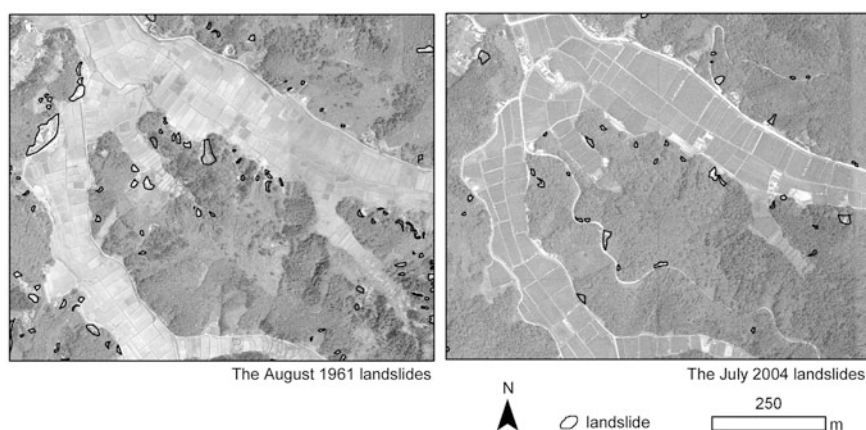 The August 1961 landslides
The July 2004 landslides
N
landslide
250
m